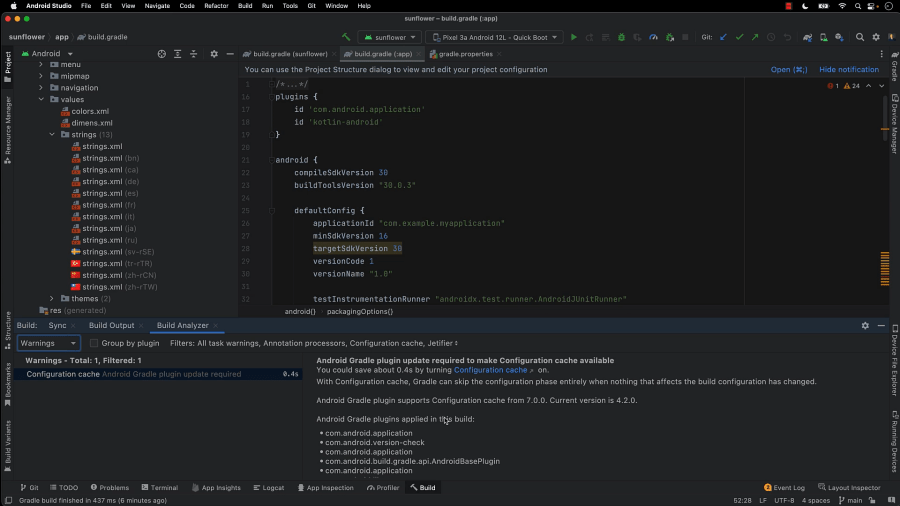 Android Studio File Edit View Navigate Code Refactor Build Run Tools Git Window Help
sunflower – build.gradle (:app)
sunflower app build.gradle
sunflower Pixel 3a Android 12L - Quick Boot Git:
Android
menu
mipmap
navigation
values
colors.xml
dimens.xml
strings (13)
strings.xml
strings.xml (bn)
strings.xml (ca)
strings.xml (de)
strings.xml (es)
strings.xml (fr)
strings.xml (it)
strings.xml (ja)
strings.xml (ru)
strings.xml (sv-rSE)
strings.xml (tr-rTR)
strings.xml (zh-rCN)
strings.xml (zh-rTW)
themes (2)
res (generated)
Project
Resource Manager
Structure
Bookmarks
Build Variants
build.gradle (sunflower)
build.gradle (:app)
gradle.properties
You can use the Project Structure dialog to view and edit your project configuration
Open (⌘;) Hide notification
1 24
1 /*...*/
16 plugins {
17 id 'com.android.application'
18 id 'kotlin-android'
19 }
20
21 android {
22 compileSdkVersion 30
23 buildToolsVersion "30.0.3"
24
25 defaultConfig {
26 applicationId "com.example.myapplication"
27 minSdkVersion 16
28 targetSdkVersion 30
29 versionCode 1
30 versionName "1.0"
32 testInstrumentationRunner "androidx.test.runner.AndroidJUnitRunner"
android() packagingOptions()
Gradle
Device Manager
Device File Explorer
Running Devices
Build: Sync Build Output Build Analyzer
Warnings Group by plugin Filters: All task warnings, Annotation processors, Configuration cache, Jetifier
Warnings - Total: 1, Filtered: 1
Configuration cache Android Gradle plugin update required 0.4s
Android Gradle plugin update required to make Configuration cache available
You could save about 0.4s by turning Configuration cache on.
With Configuration cache, Gradle can skip the configuration phase entirely when nothing that affects the build configuration has changed.
Android Gradle plugin supports Configuration cache from 7.0.0. Current version is 4.2.0.
Android Gradle plugins applied in this build:
• com.android.application
• com.android.version-check
• com.android.application
• com.android.build.gradle.api.AndroidBasePlugin
• com.android.application
Git TODO Problems Terminal App Insights Logcat App Inspection Profiler Build Event Log Layout Inspector
Gradle build finished in 437 ms (6 minutes ago) 52:28 LF UTF-8 4 spaces main